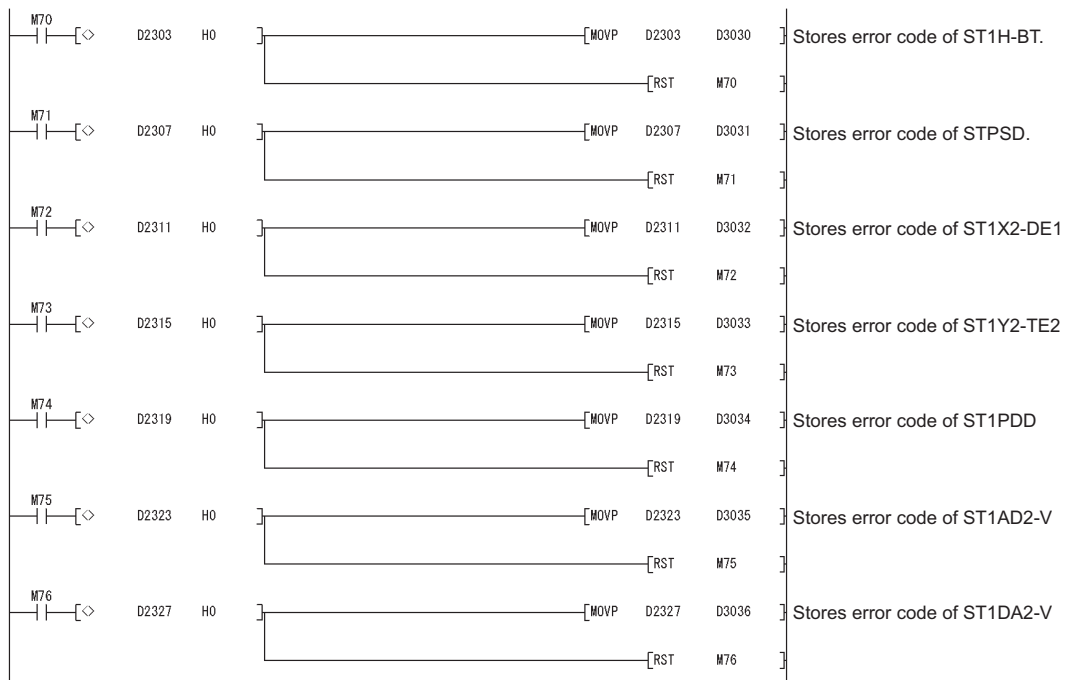 M70
[<> D2303 H0 ] [MOVP D2303 D3030 ] Stores error code of ST1H-BT.
[RST M70 ]
M71
[<> D2307 H0 ] [MOVP D2307 D3031 ] Stores error code of STPSD.
[RST M71 ]
M72
[<> D2311 H0 ] [MOVP D2311 D3032 ] Stores error code of ST1X2-DE1
[RST M72 ]
M73
[<> D2315 H0 ] [MOVP D2315 D3033 ] Stores error code of ST1Y2-TE2
[RST M73 ]
M74
[<> D2319 H0 ] [MOVP D2319 D3034 ] Stores error code of ST1PDD
[RST M74 ]
M75
[<> D2323 H0 ] [MOVP D2323 D3035 ] Stores error code of ST1AD2-V
[RST M75 ]
M76
[<> D2327 H0 ] [MOVP D2327 D3036 ] Stores error code of ST1DA2-V
[RST M76 ]